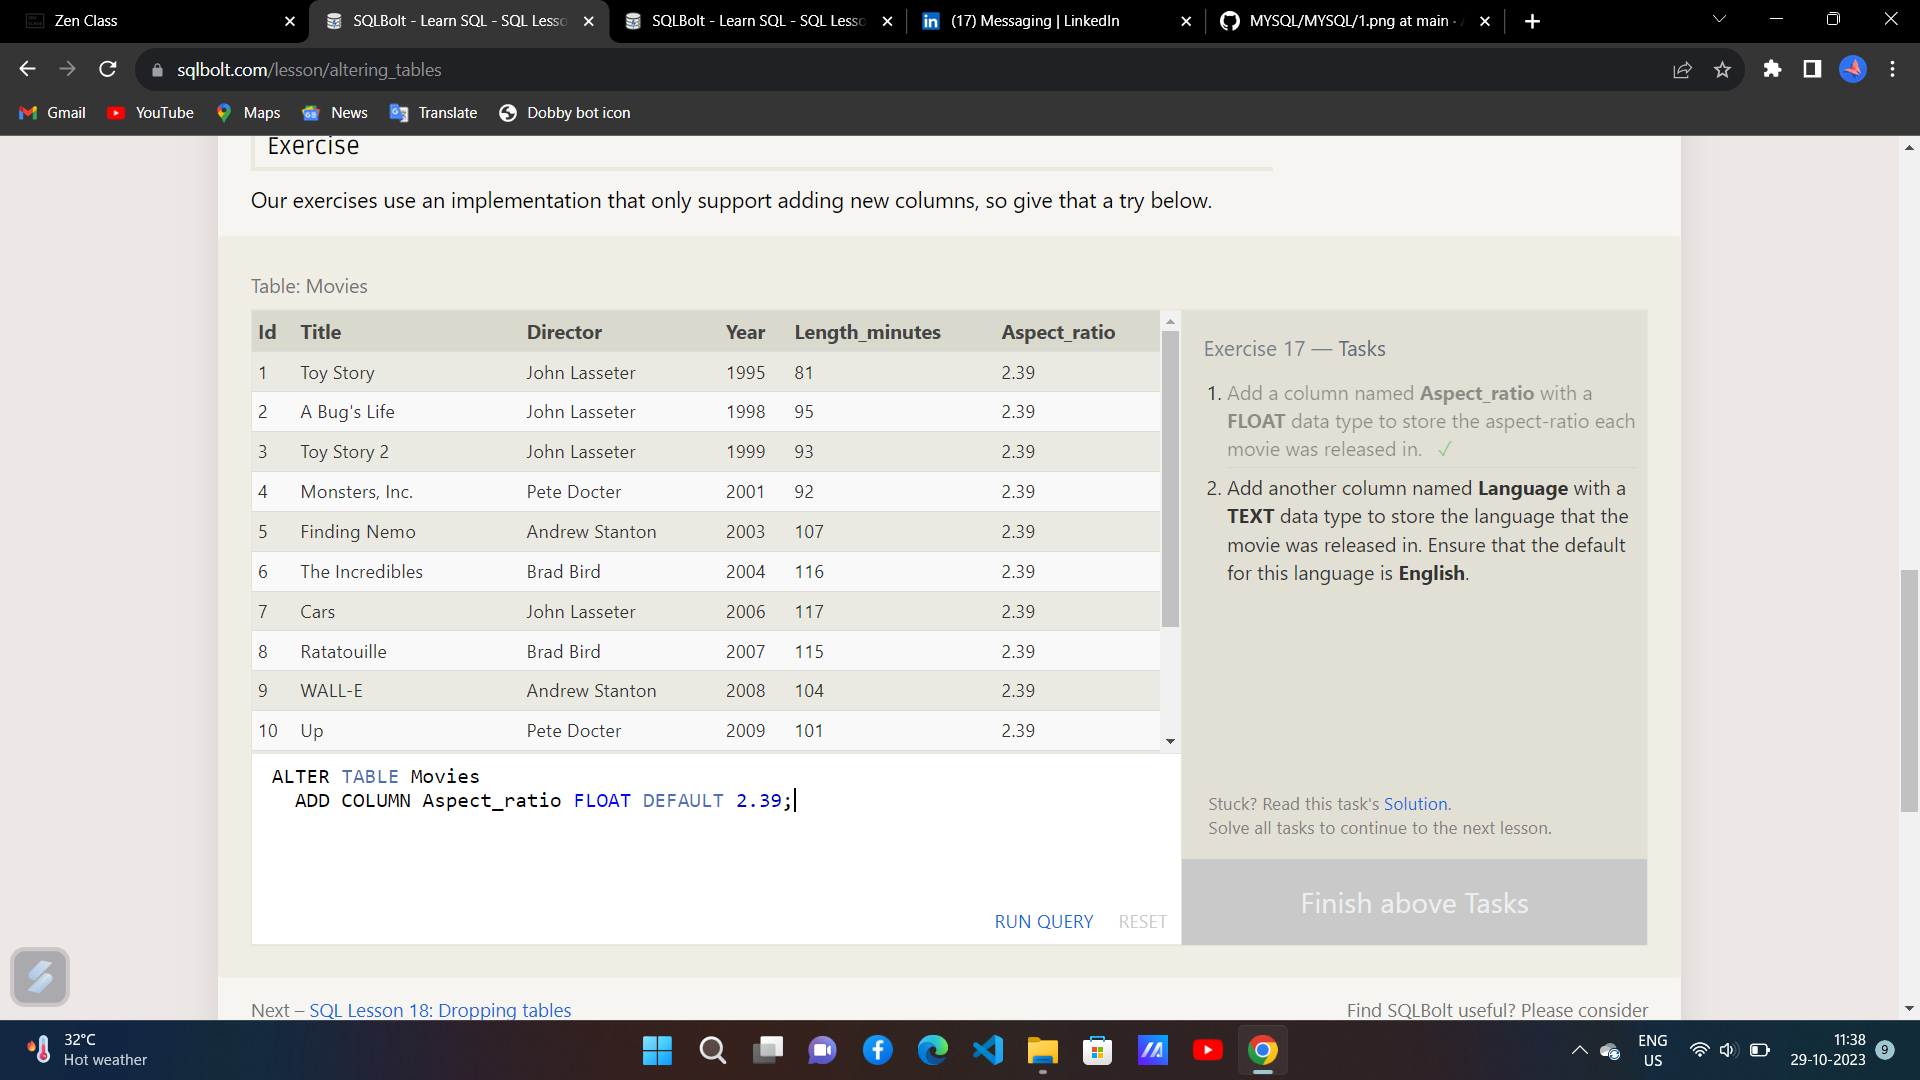 Zen Class
SQLBolt - Learn SQL - SQL Lesso
SQLBolt - Learn SQL - SQL Lesso
(17) Messaging | LinkedIn
MYSQL/MYSQL/1.png at main ·
sqlbolt.com/lesson/altering_tables
Gmail YouTube Maps News Translate Dobby bot icon
Exercise
Our exercises use an implementation that only support adding new columns, so give that a try below.
Table: Movies
Id Title Director Year Length_minutes Aspect_ratio
1 Toy Story John Lasseter 1995 81 2.39
2 A Bug's Life John Lasseter 1998 95 2.39
3 Toy Story 2 John Lasseter 1999 93 2.39
4 Monsters, Inc. Pete Docter 2001 92 2.39
5 Finding Nemo Andrew Stanton 2003 107 2.39
6 The Incredibles Brad Bird 2004 116 2.39
7 Cars John Lasseter 2006 117 2.39
8 Ratatouille Brad Bird 2007 115 2.39
9 WALL-E Andrew Stanton 2008 104 2.39
10 Up Pete Docter 2009 101 2.39
ALTER TABLE Movies
ADD COLUMN Aspect_ratio FLOAT DEFAULT 2.39;
RUN QUERY RESET
Exercise 17 — Tasks
1. Add a column named Aspect_ratio with a
FLOAT data type to store the aspect-ratio each
movie was released in. ✓
2. Add another column named Language with a
TEXT data type to store the language that the
movie was released in. Ensure that the default
for this language is English.
Stuck? Read this task's Solution.
Solve all tasks to continue to the next lesson.
Finish above Tasks
Next – SQL Lesson 18: Dropping tables
Find SQLBolt useful? Please consider
32°C
Hot weather
ENG
US
11:38
29-10-2023
9